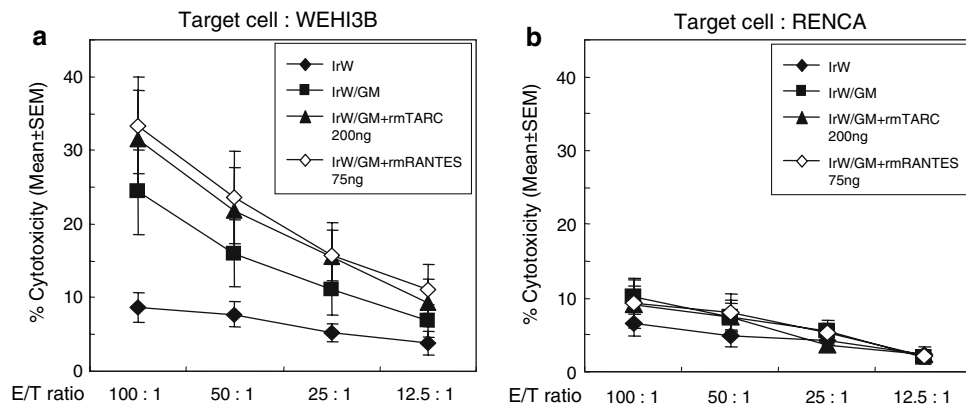 a
Target cell : WEHI3B
% Cytotoxicity (Mean±SEM)
40
30
20
10
0
IrW
IrW/GM
IrW/GM+rmTARC
200ng
IrW/GM+rmRANTES
75ng
E/T ratio
100 : 1
50 : 1
25 : 1
12.5 : 1
b
Target cell : RENCA
% Cytotoxicity (Mean±SEM)
40
30
20
10
0
IrW
IrW/GM
IrW/GM+rmTARC
200ng
IrW/GM+rmRANTES
75ng
E/T ratio
100 : 1
50 : 1
25 : 1
12.5 : 1